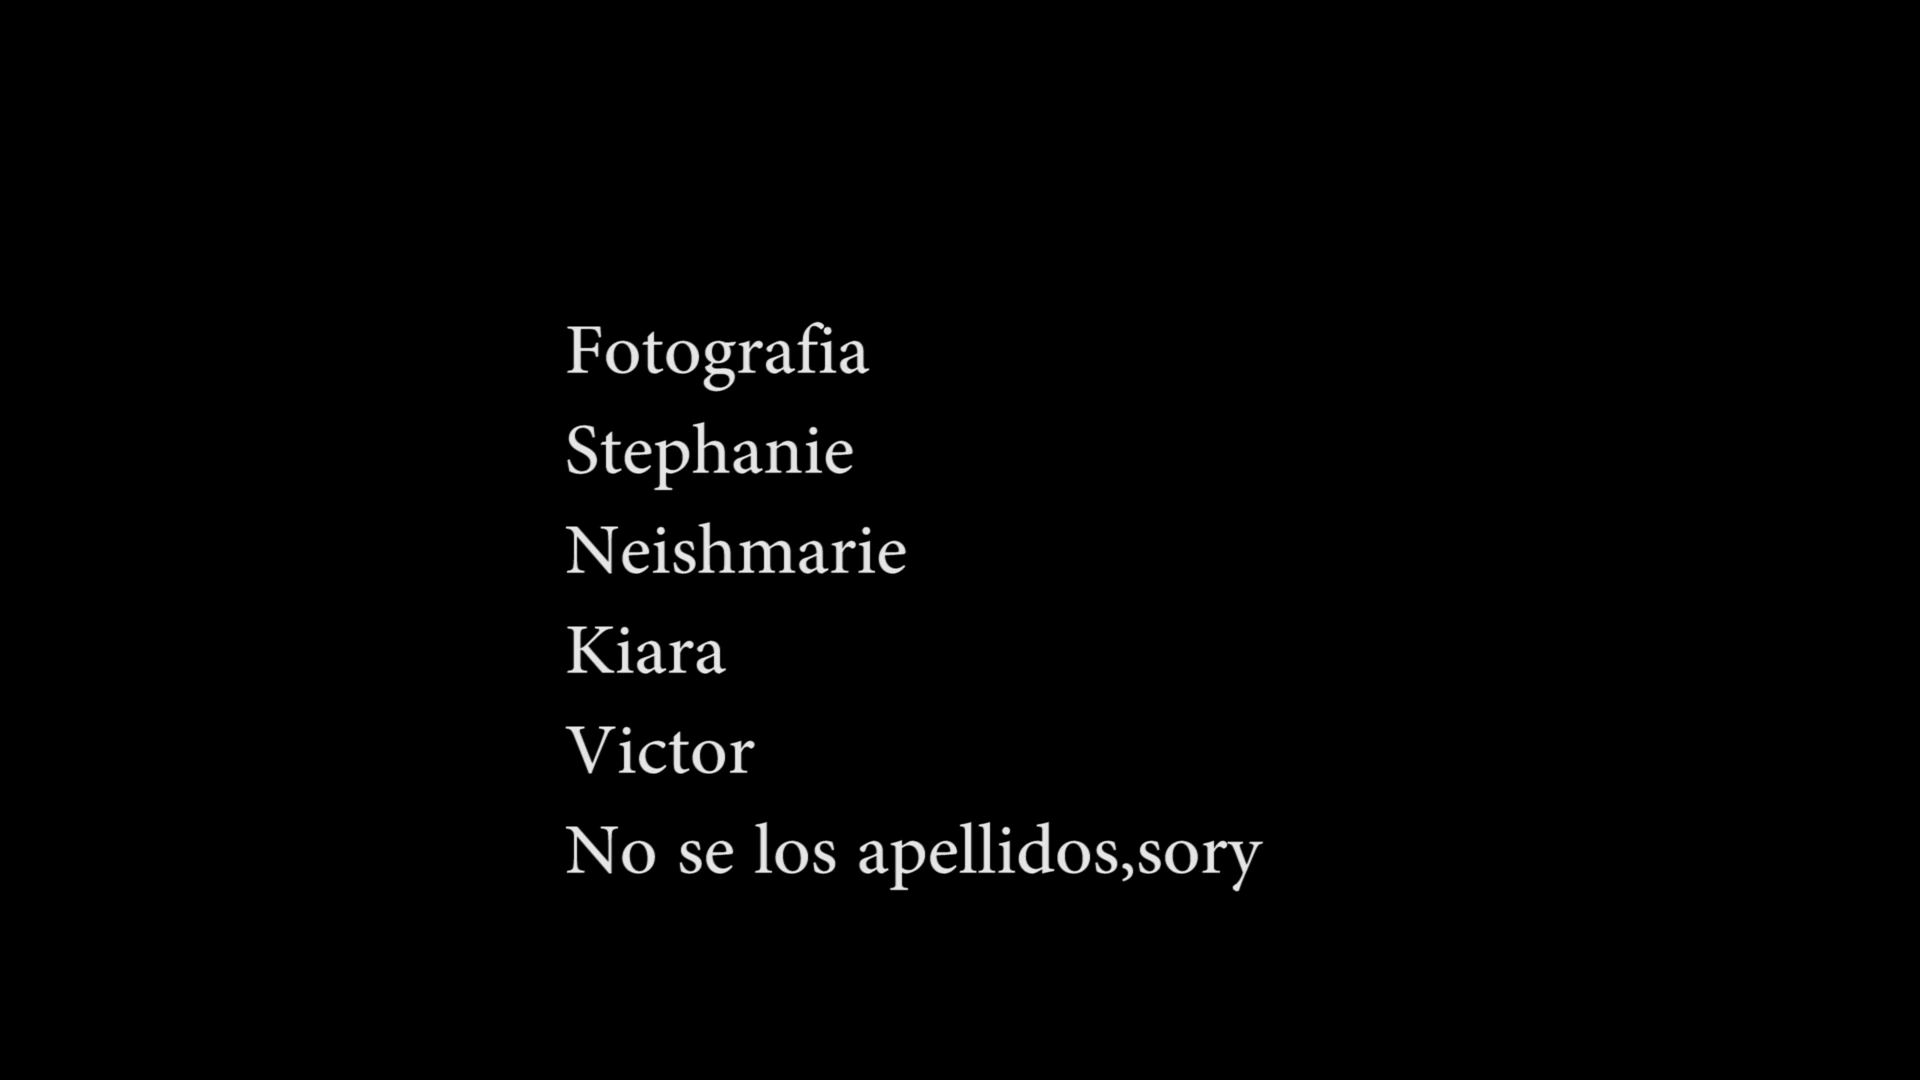 Fotografia
Stephanie
Neishmarie
Kiara
Victor
No se los apellidos,sory